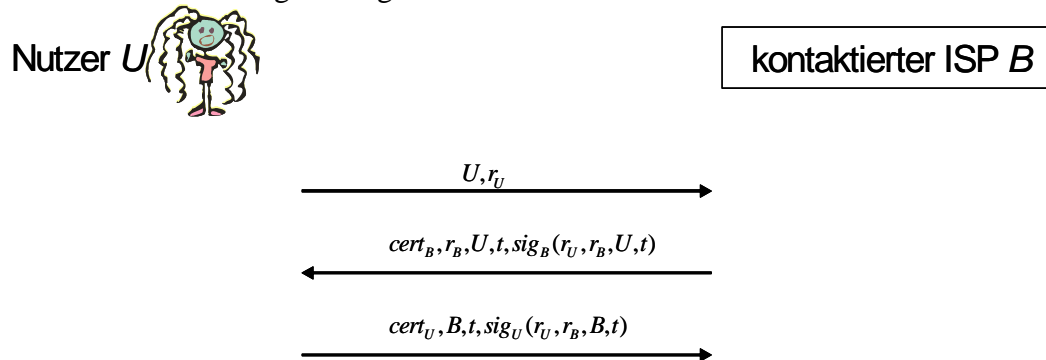 Nutzer U
kontaktierter ISP B
U,r_U
cert_B,r_B,U,t,sig_B(r_U,r_B,U,t)
cert_U,B,t,sig_U(r_U,r_B,B,t)